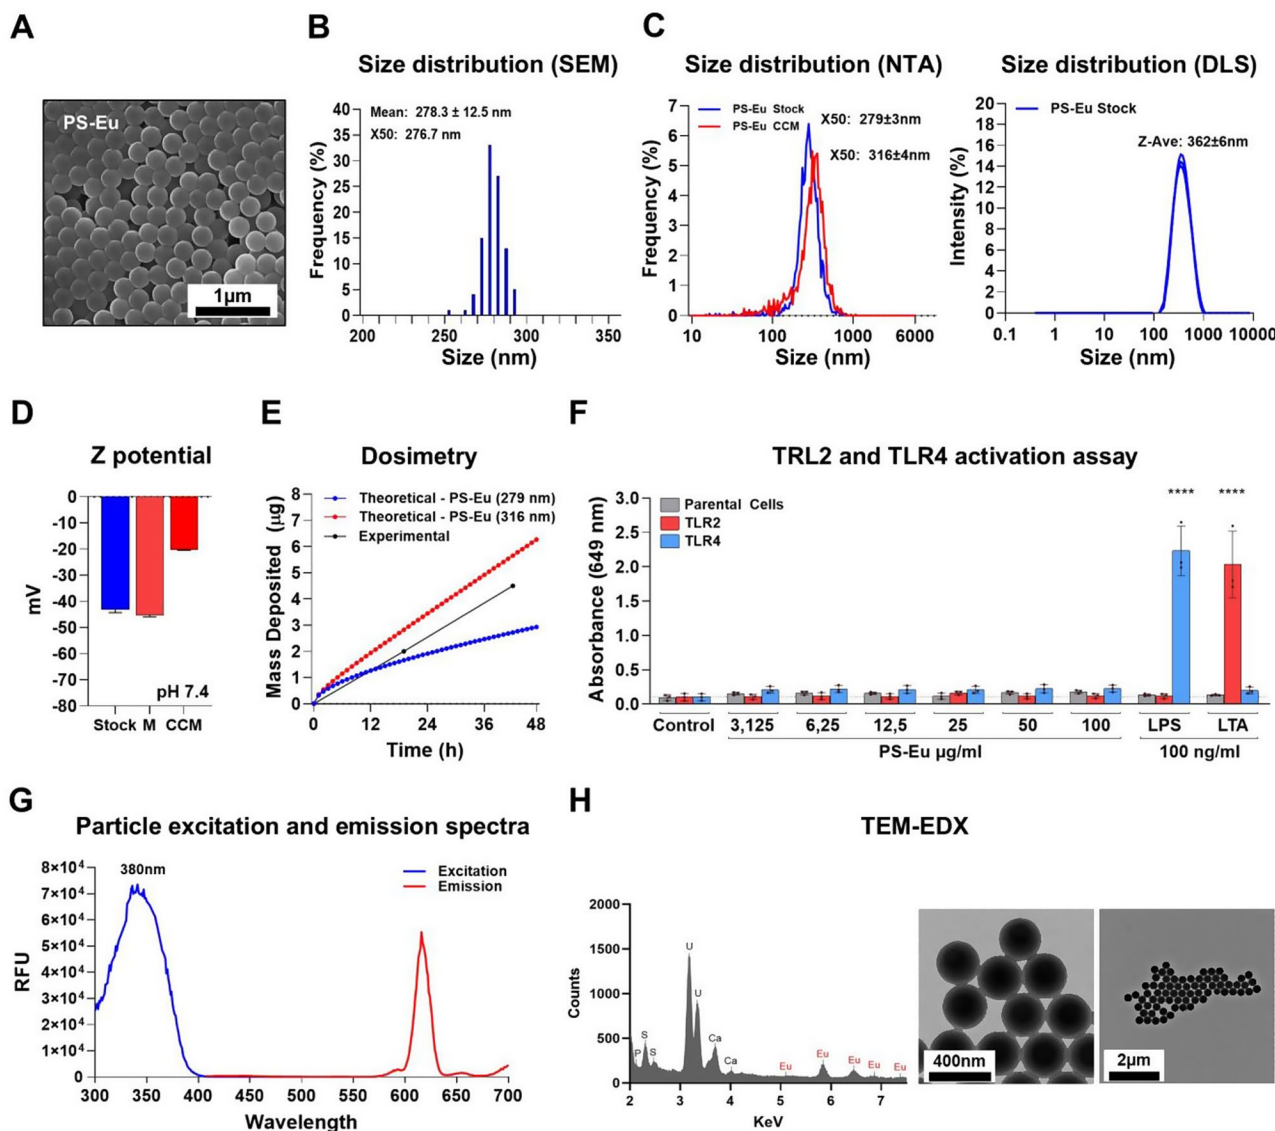 A
PS-Eu
1µm
B
Size distribution (SEM)
Mean: 278.3 ± 12.5 nm
X50: 276.7 nm
Frequency (%)
40
35
30
25
20
15
10
5
0
200
250
300
350
Size (nm)
C
Size distribution (NTA)
PS-Eu Stock
PS-Eu CCM
X50: 279±3nm
X50: 316±4nm
Frequency (%)
7
6
5
4
3
2
1
0
10
100
1000
6000
Size (nm)
Size distribution (DLS)
PS-Eu Stock
Z-Ave: 362±6nm
Intensity (%)
20
18
16
14
12
10
8
6
4
2
0
0.1
1
10
100
1000
10000
Size (nm)
D
Z potential
mV
0
-10
-20
-30
-40
-50
-60
-70
-80
pH 7.4
Stock
M
CCM
E
Dosimetry
Theoretical - PS-Eu (279 nm)
Theoretical - PS-Eu (316 nm)
Experimental
Mass Deposited (µg)
8
7
6
5
4
3
2
1
0
0
12
24
36
48
Time (h)
F
TRL2 and TLR4 activation assay
Parental Cells
TLR2
TLR4
****
****
Absorbance (649 nm)
3.0
2.5
2.0
1.5
1.0
0.5
0.0
Control
3,125
6,25
12,5
25
50
100
LPS
LTA
PS-Eu µg/ml
100 ng/ml
G
Particle excitation and emission spectra
380nm
Excitation
Emission
RFU
8×10⁴
7×10⁴
6×10⁴
5×10⁴
4×10⁴
3×10⁴
2×10⁴
1×10⁴
0
300
350
400
450
500
550
600
650
700
Wavelength
H
TEM-EDX
Counts
2000
1500
1000
500
0
P
S
S
U
U
Ca
Ca
Eu
Eu
Eu
Eu
Eu
2
3
4
5
6
7
KeV
400nm
2µm